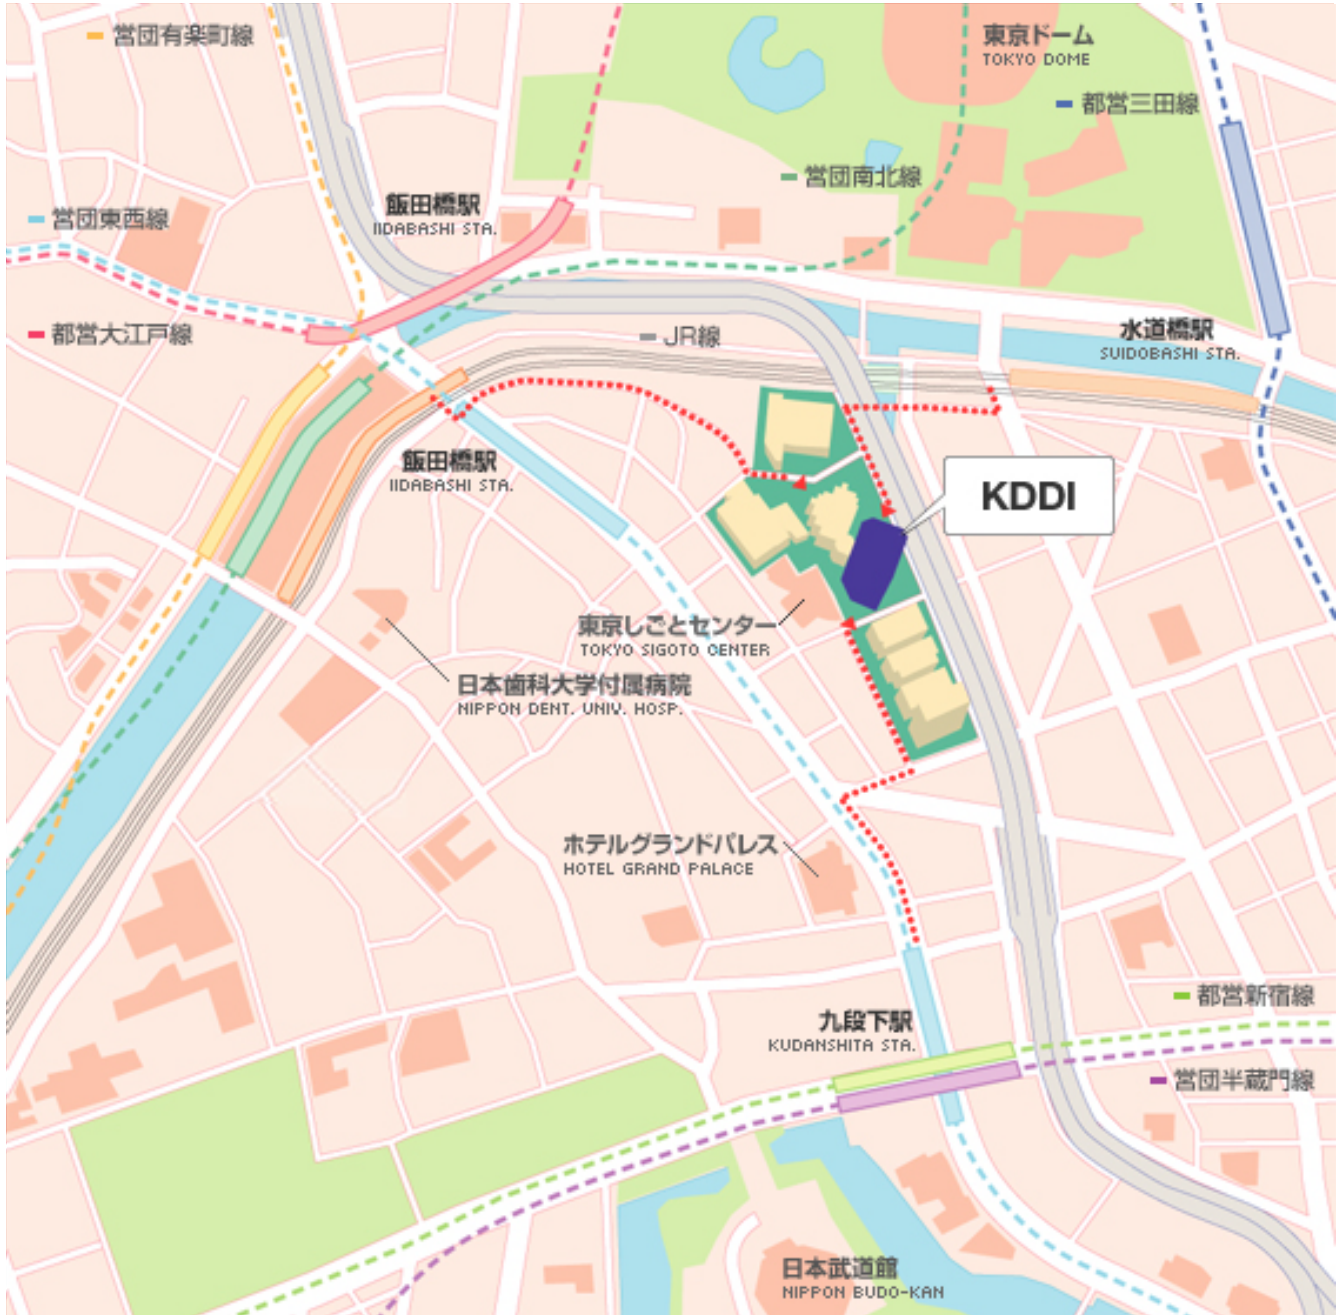 営団有楽町線
東京ドーム
TOKYO DOME
都営三田線
営団南北線
飯田橋駅
IIDABASHI STA.
営団東西線
都営大江戸線
JR線
水道橋駅
SUIDOBASHI STA.
飯田橋駅
IIDABASHI STA.
KDDI
東京しごとセンター
TOKYO SIGOTO CENTER
日本歯科大学付属病院
NIPPON DENT. UNIV. HOSP.
ホテルグランドパレス
HOTEL GRAND PALACE
都営新宿線
九段下駅
KUDANSHITA STA.
営団半蔵門線
日本武道館
NIPPON BUDO-KAN